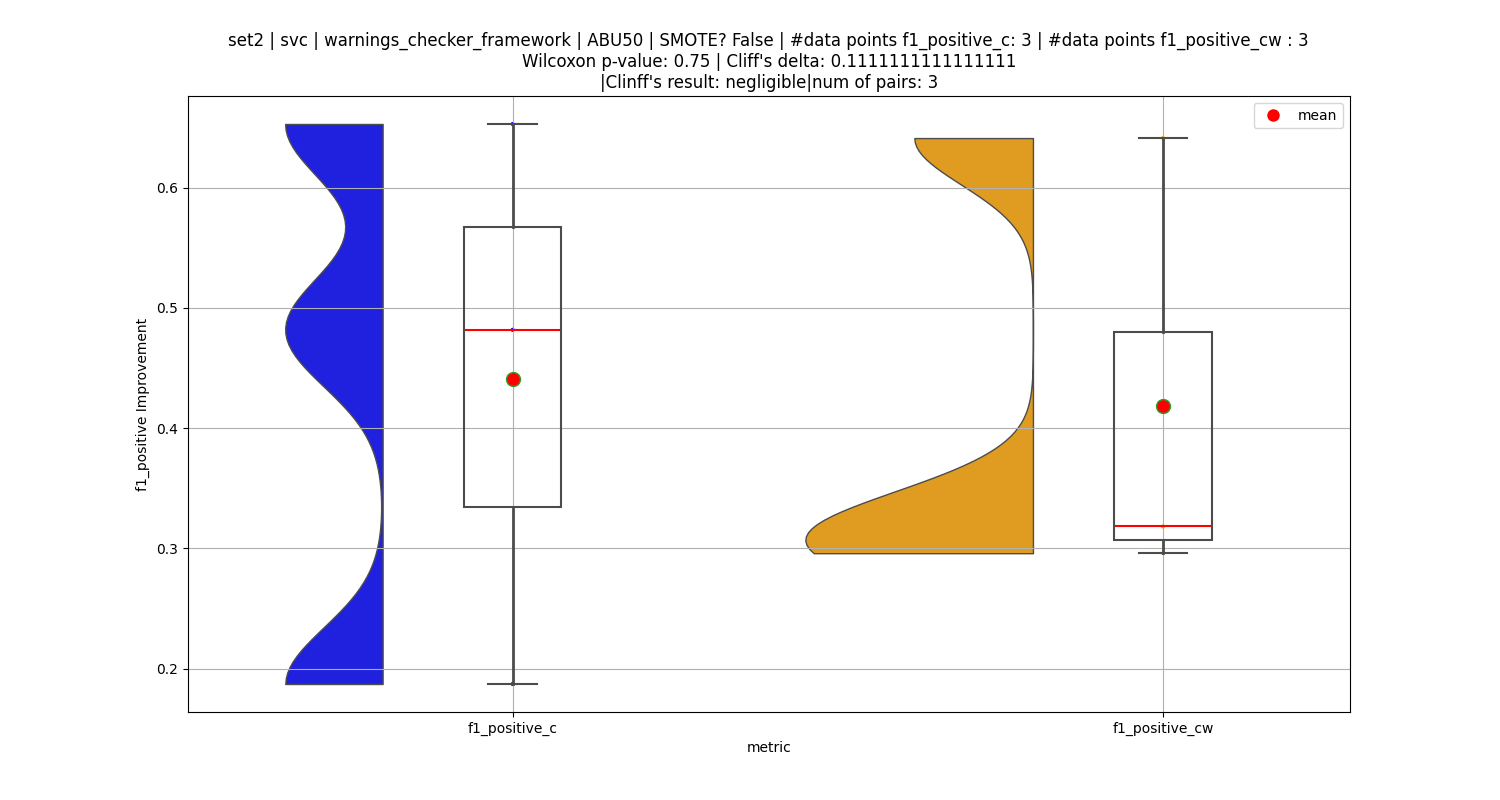 set2 | svc | warnings_checker_framework | ABU50 | SMOTE? False | #data points f1_positive_c: 3 | #data points f1_positive_cw : 3
Wilcoxon p-value: 0.75 | Cliff's delta: 0.1111111111111111
|Clinff's result: negligible|num of pairs: 3
mean
0.6
0.5
0.4
0.3
0.2
f1_positive Improvement
f1_positive_c
f1_positive_cw
metric